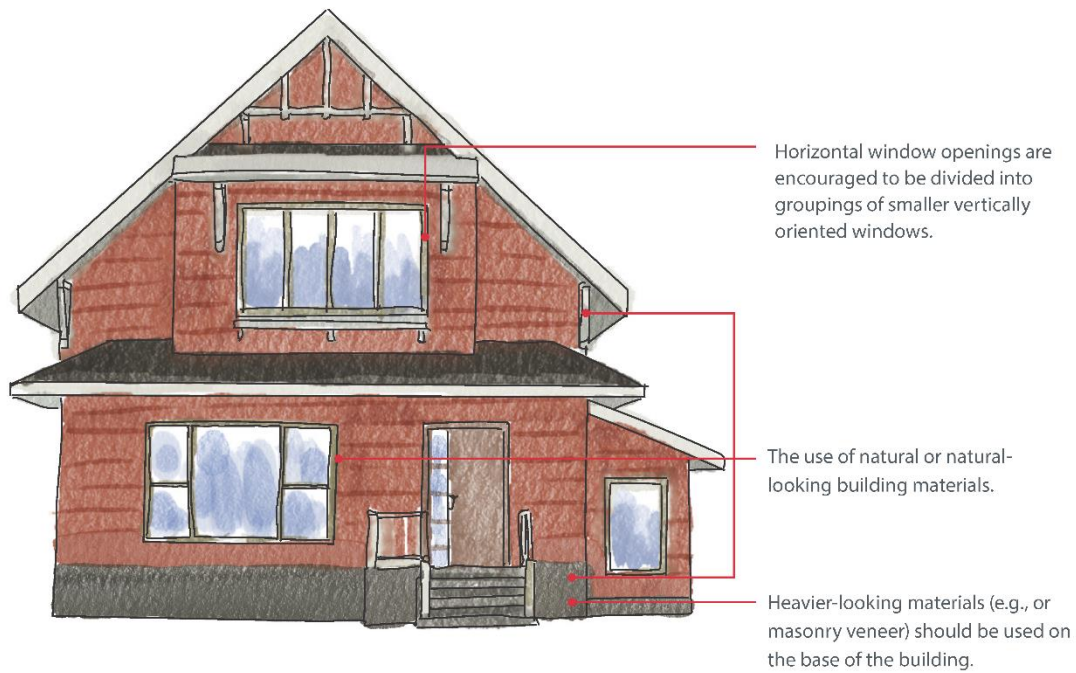 Horizontal window openings are
encouraged to be divided into
groupings of smaller vertically
oriented windows.
The use of natural or natural-
looking building materials.
Heavier-looking materials (e.g., or
masonry veneer) should be used on
the base of the building.